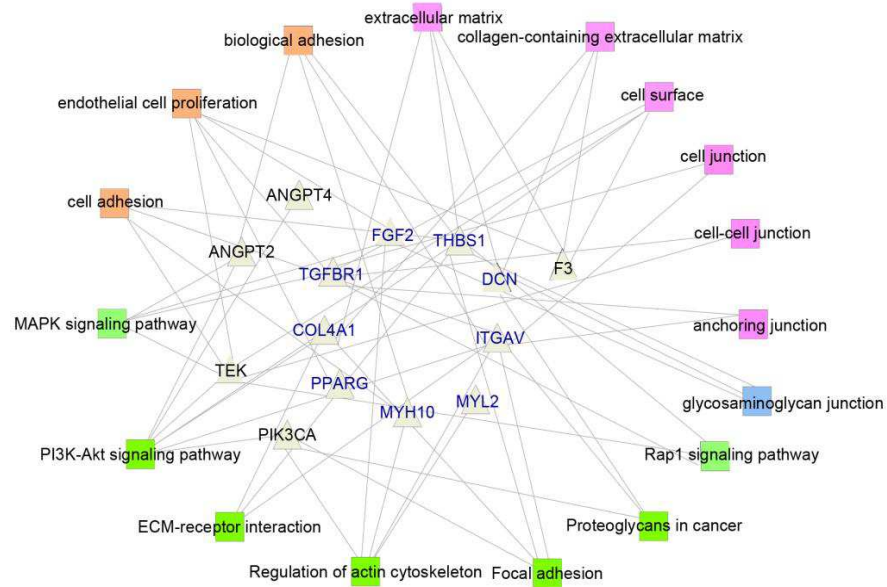 extracellular matrix
biological adhesion
collagen-containing extracellular matrix
endothelial cell proliferation
cell surface
cell junction
cell adhesion
ANGPT4
FGF2
THBS1
cell-cell junction
ANGPT2
TGFBR1
DCN
F3
MAPK signaling pathway
COL4A1
ITGAV
anchoring junction
TEK
PPARG
MYH10
MYL2
glycosaminoglycan junction
PIK3CA
PI3K-Akt signaling pathway
Rap1 signaling pathway
ECM-receptor interaction
Proteoglycans in cancer
Regulation of actin cytoskeleton
Focal adhesion